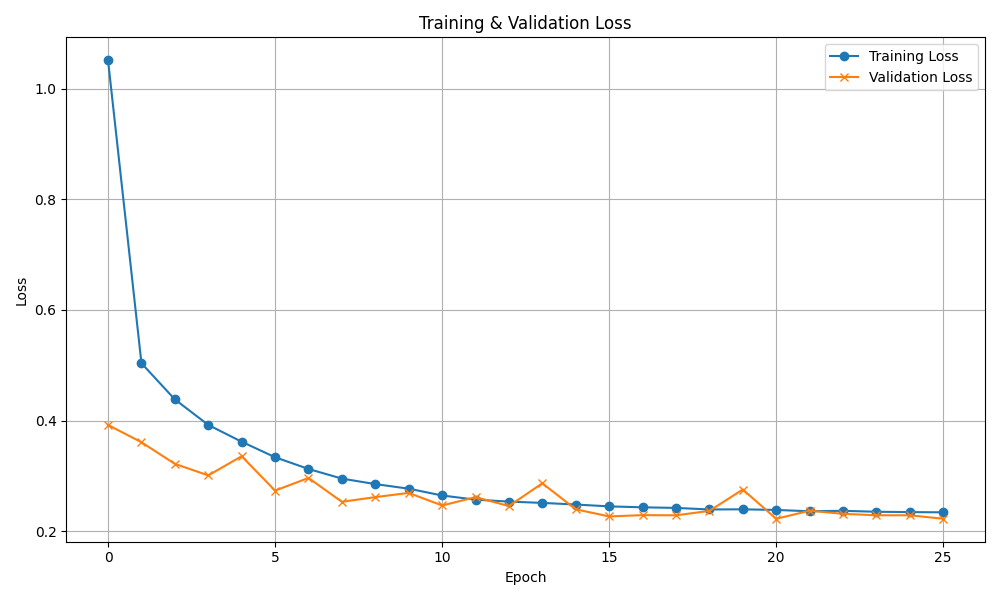 Training & Validation Loss
Training Loss
Validation Loss
Loss
1.0
0.8
0.6
0.4
0.2
0 5 10 15 20 25
Epoch